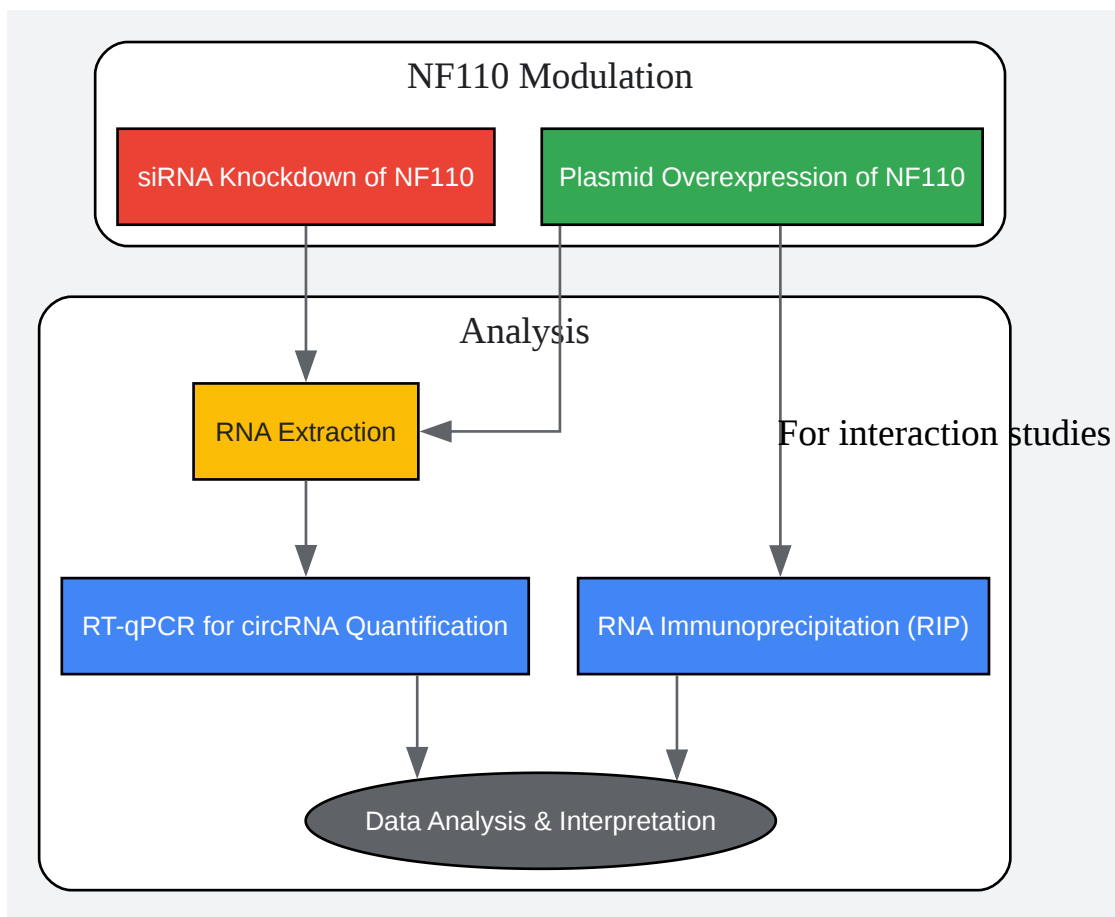 NF110 Modulation
siRNA Knockdown of NF110
Plasmid Overexpression of NF110
Analysis
RNA Extraction
For interaction studies
RT-qPCR for circRNA Quantification
RNA Immunoprecipitation (RIP)
Data Analysis & Interpretation